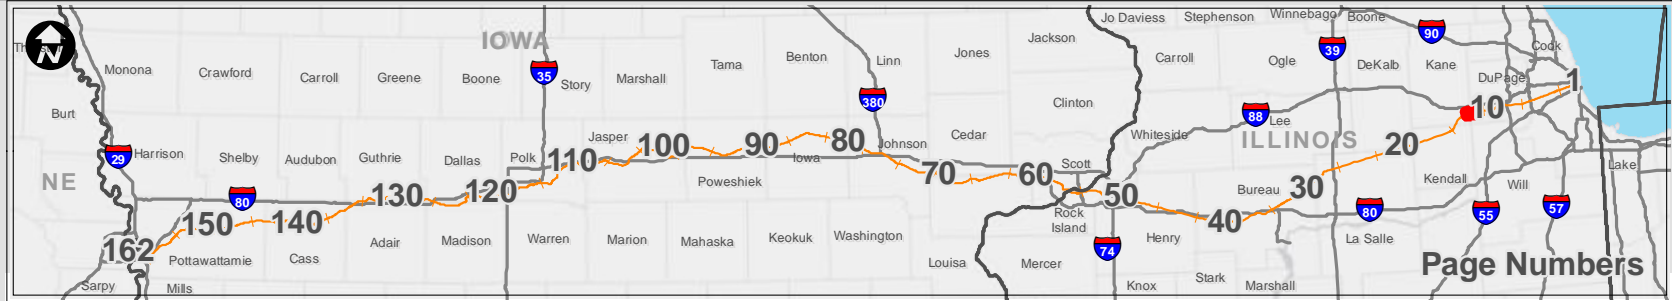 Jo Daviess Stephenson Winnebago Boone
IOWA Jackson 39 90 Cock
N Monona Crawford Carroll Greene Boone 35 Story Marshall Tama Benton Linn Jones Carroll Ogle DeKalb Kane DuPage 1
380 Clinton 10
Burt 88 Lee
Whiteside ILLINOIS
29 Harrison Shelby Audubon Guthrie Dallas Polk 110 Jasper 100 90 Iowa 80 Johnson Cedar Scott 20 Lake
NE 80 130 120 Poweshiek 70 60 50 Bureau 30 Kendall Will
162 150 140 Rock Island 40 80 55 57
Pottawattamie Cass Adair Madison Warren Marion Mahaska Keokuk Washington 74 Henry La Salle
Louisa Mercer Stark Page Numbers
Sarpy Mills Knox Marshall